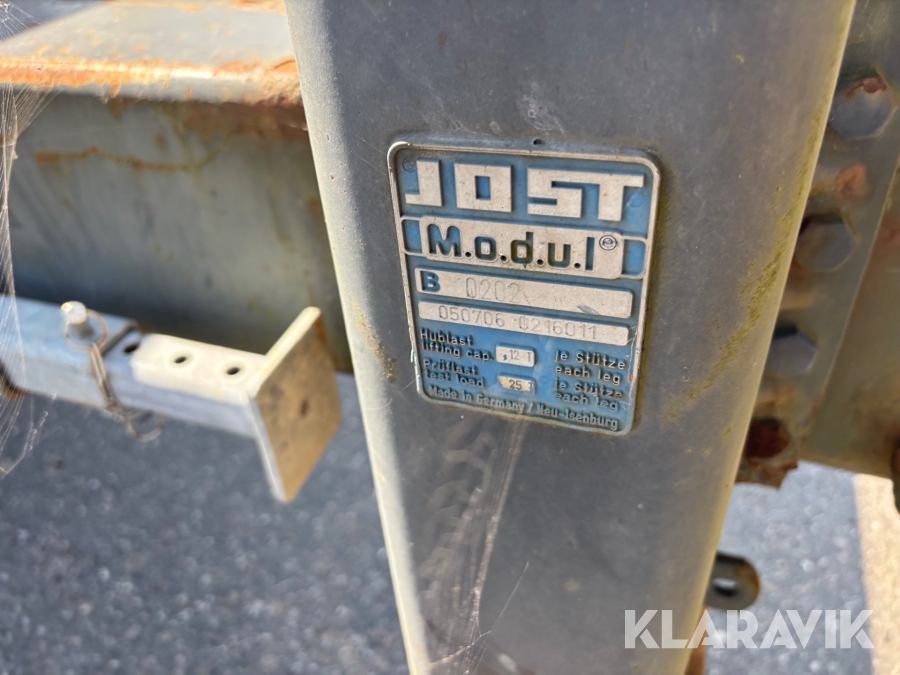 JOST
M.o.d.u.l®
B 0202
050706 0216011
Hublast
lifting cap. 12 T je Stütze
each leg
Prüflast
test load 25 je Stütze
each leg
Made in Germany / Neu-Isenburg
KLARAVIK